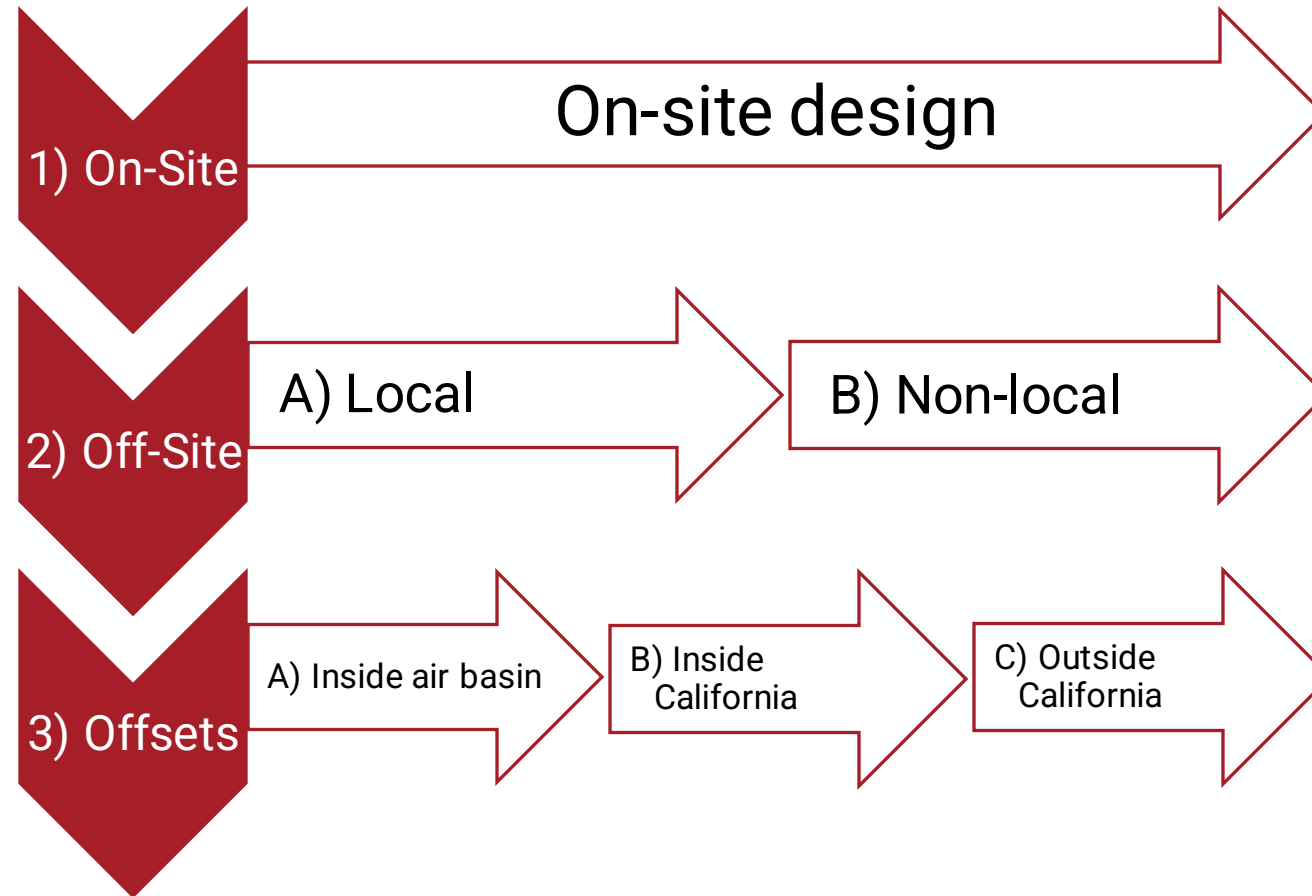 1) On-Site
On-site design
2) Off-Site
A) Local
B) Non-local
3) Offsets
A) Inside air basin
B) Inside
California
C) Outside
California